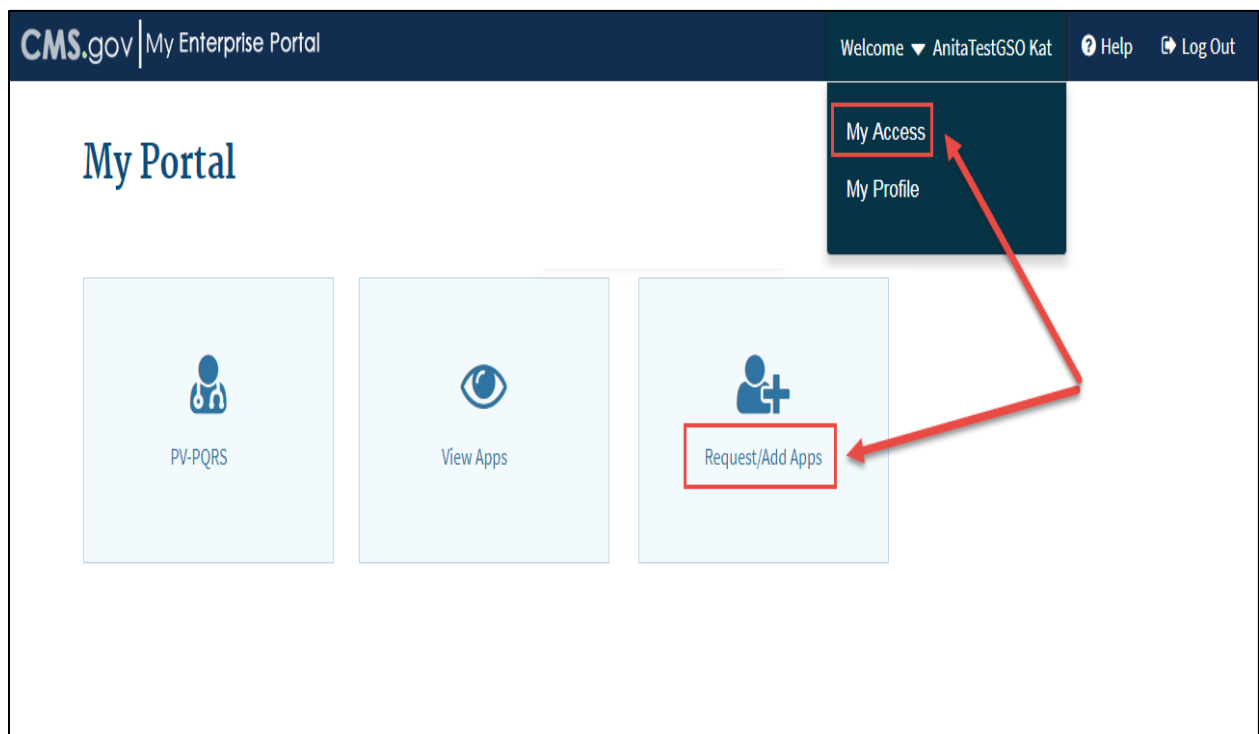 CMS.gov My Enterprise Portal
Welcome AnitaTestGSO Kat
Help
Log Out
My Access
My Profile
My Portal
PV-PQRS
View Apps
Request/Add Apps